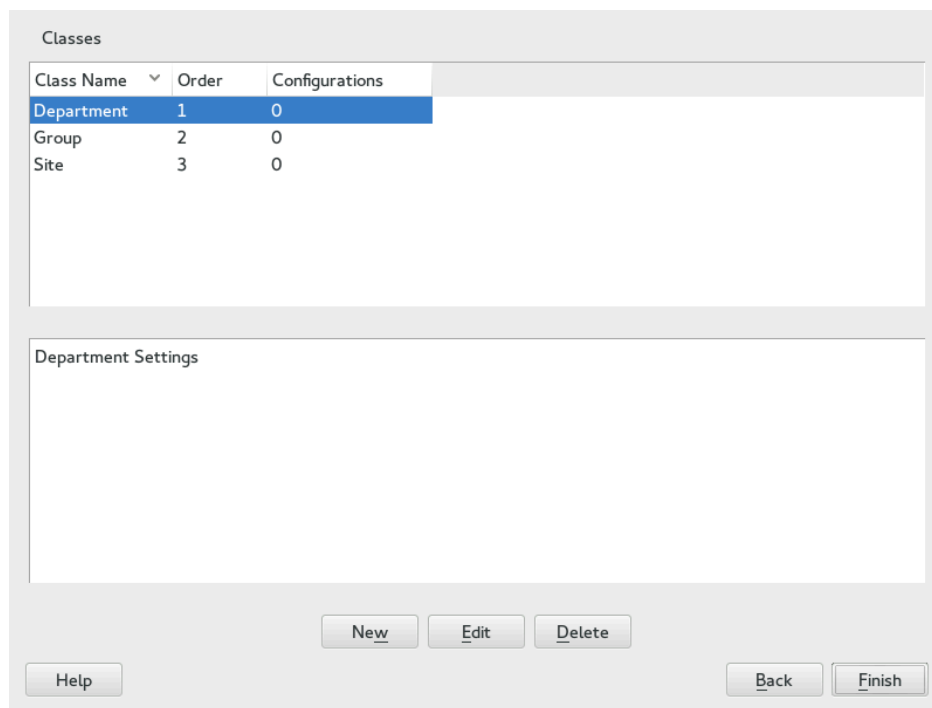 Classes
Class Name Order Configurations
Department 1 0
Group 2 0
Site 3 0
Department Settings
New Edit Delete
Help Back Finish